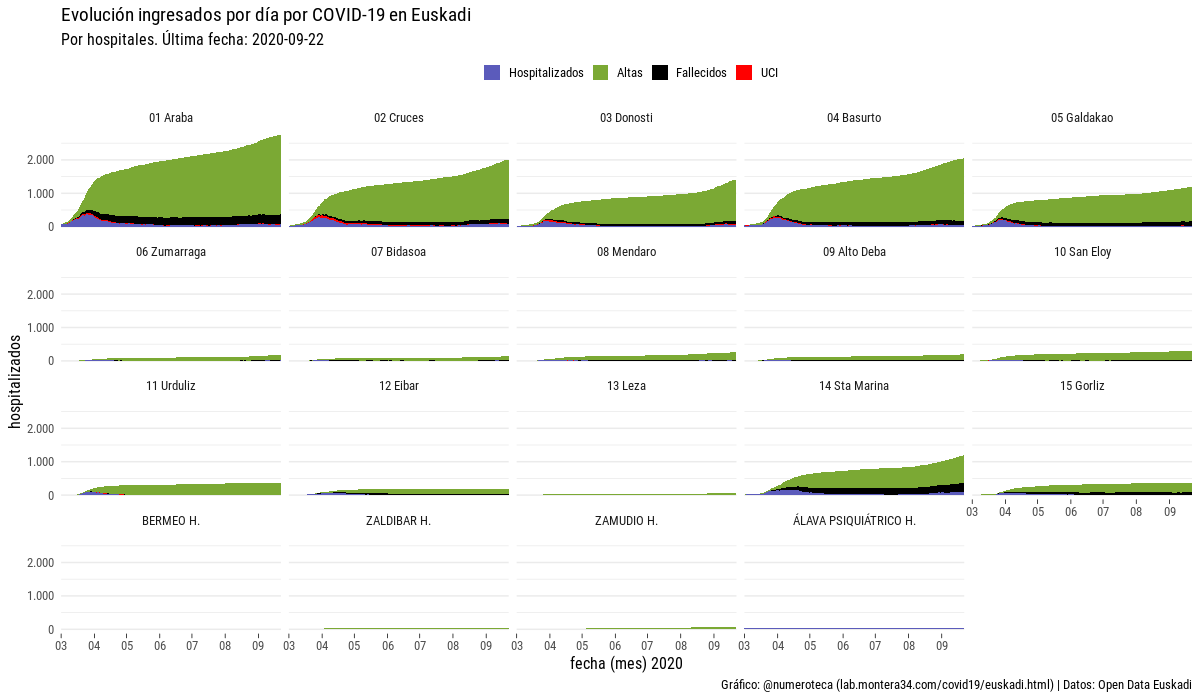 Evolución ingresados por día por COVID-19 en Euskadi
Por hospitales. Última fecha: 2020-09-22
Hospitalizados Altas Fallecidos UCI
01 Araba 02 Cruces 03 Donosti 04 Basurto 05 Galdakao
2.000
1.000
0
06 Zumarraga 07 Bidasoa 08 Mendaro 09 Alto Deba 10 San Eloy
2.000
1.000
0
hospitalizados
11 Urduliz 12 Eibar 13 Leza 14 Sta Marina 15 Gorliz
2.000
1.000
0
03 04 05 06 07 08 09
BERMEO H. ZALDIBAR H. ZAMUDIO H. ÁLAVA PSIQUIÁTRICO H.
2.000
1.000
0
03 04 05 06 07 08 09 03 04 05 06 07 08 09 03 04 05 06 07 08 09 03 04 05 06 07 08 09
fecha (mes) 2020
Gráfico: @numeroteca (lab.montera34.com/covid19/euskadi.html) | Datos: Open Data Euskadi